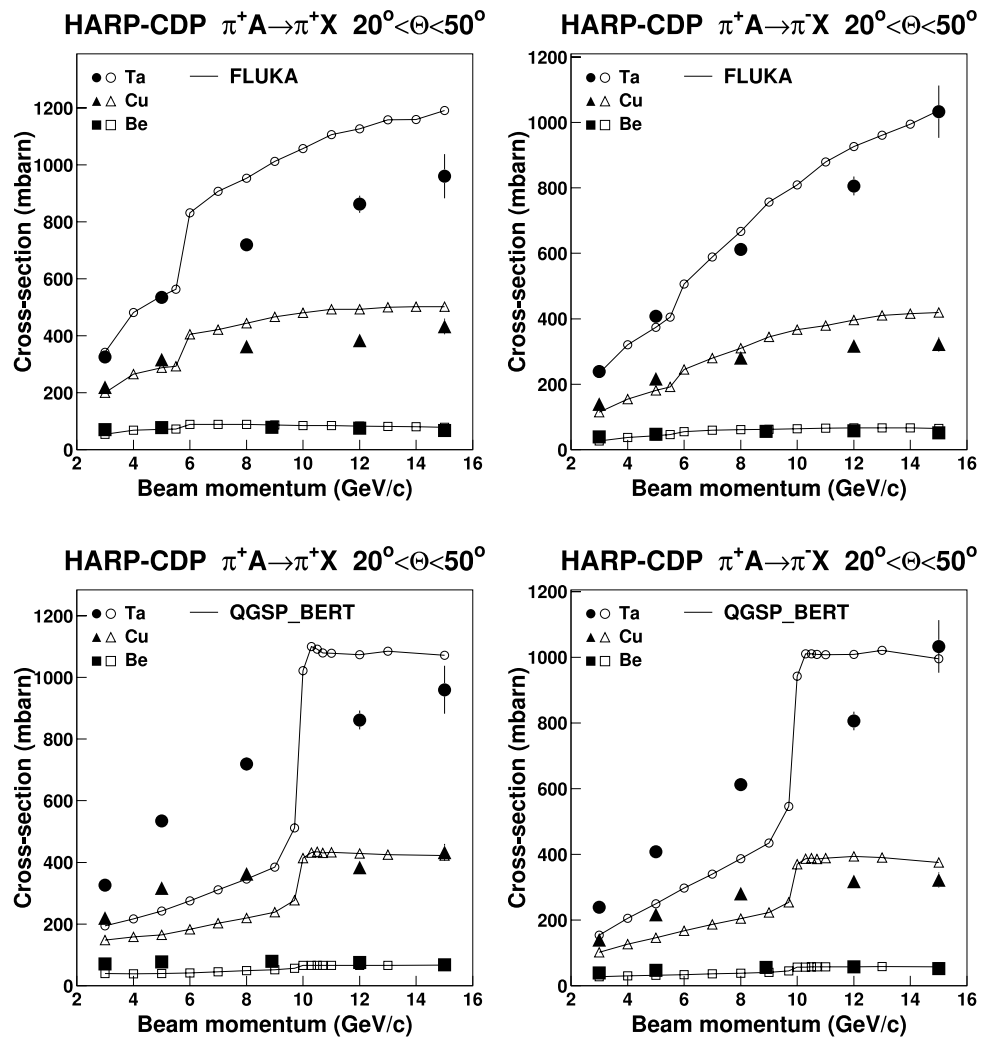 HARP-CDP π⁺A→π⁺X 20°<Θ<50°
Cross-section (mbarn)
Ta
Cu
Be
FLUKA
1200
1000
800
600
400
200
0
2 4 6 8 10 12 14 16
Beam momentum (GeV/c)
HARP-CDP π⁺A→π⁻X 20°<Θ<50°
Cross-section (mbarn)
Ta
Cu
Be
FLUKA
1200
1000
800
600
400
200
0
2 4 6 8 10 12 14 16
Beam momentum (GeV/c)
HARP-CDP π⁺A→π⁺X 20°<Θ<50°
Cross-section (mbarn)
Ta
Cu
Be
QGSP_BERT
1200
1000
800
600
400
200
0
2 4 6 8 10 12 14 16
Beam momentum (GeV/c)
HARP-CDP π⁺A→π⁻X 20°<Θ<50°
Cross-section (mbarn)
Ta
Cu
Be
QGSP_BERT
1200
1000
800
600
400
200
0
2 4 6 8 10 12 14 16
Beam momentum (GeV/c)